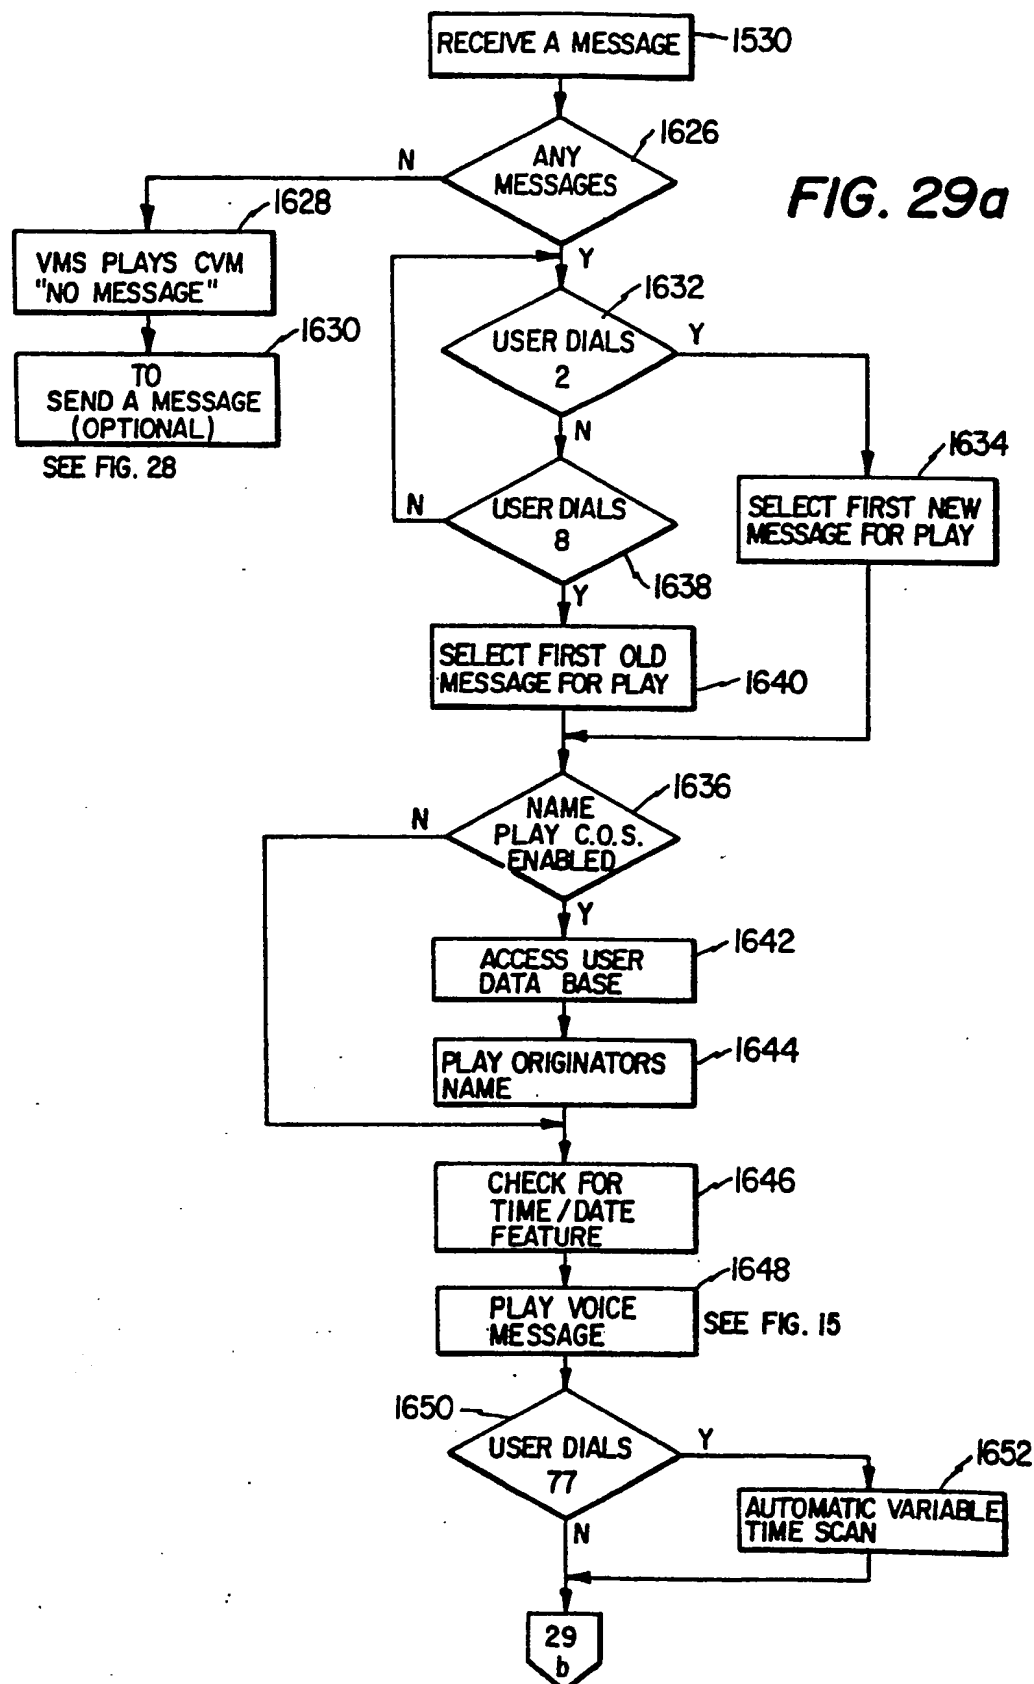 RECEIVE A MESSAGE
1530
1626
ANY
MESSAGES
N
Y
FIG. 29a
1628
VMS PLAYS CVM
"NO MESSAGE"
1630
TO
SEND A MESSAGE
(OPTIONAL)
SEE FIG. 28
1632
USER DIALS
2
Y
N
1634
SELECT FIRST NEW
MESSAGE FOR PLAY
USER DIALS
8
N
1638
Y
SELECT FIRST OLD
MESSAGE FOR PLAY
1640
1636
NAME
PLAY C.O.S.
ENABLED
N
Y
1642
ACCESS USER
DATA BASE
1644
PLAY ORIGINATORS
NAME
CHECK FOR
TIME/DATE
FEATURE
1646
1648
PLAY VOICE
MESSAGE
SEE FIG. 15
1650
USER DIALS
77
Y
N
1652
AUTOMATIC VARIABLE
TIME SCAN
29
b